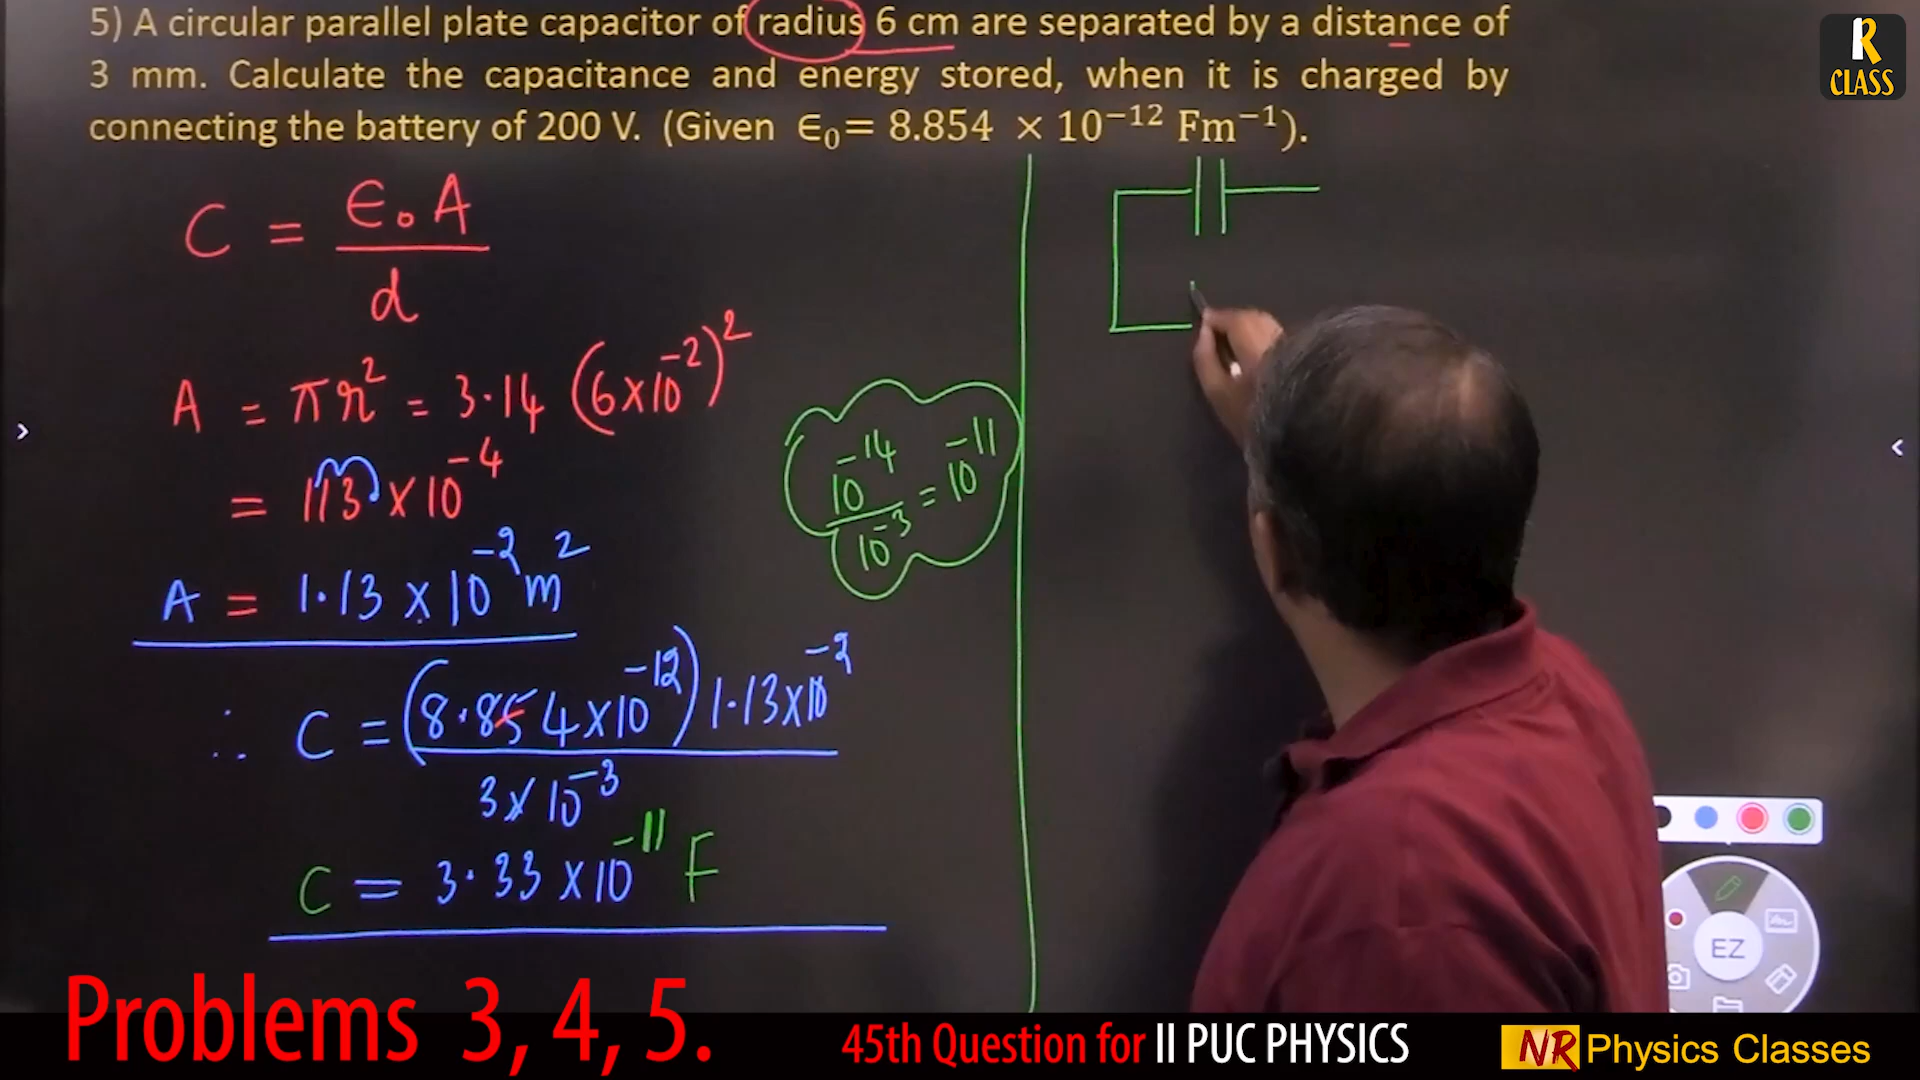 5) A circular parallel plate capacitor of radius 6 cm are separated by a distance of
3 mm. Calculate the capacitance and energy stored, when it is charged by
connecting the battery of 200 V. (Given ϵ₀= 8.854 × 10⁻¹² Fm⁻¹).
R
CLASS
C = ϵ₀A
d
A = πr² = 3.14 (6×10⁻²)²
= 113 × 10⁻⁴
A = 1.13 × 10⁻² m²
10⁻¹⁴
10⁻³
= 10⁻¹¹
∴ C = (8.854×10⁻¹²) 1.13×10⁻²
3×10⁻³
C = 3.33 ×10⁻¹¹ F
EZ
Problems 3, 4, 5.
45th Question for II PUC PHYSICS
NR Physics Classes